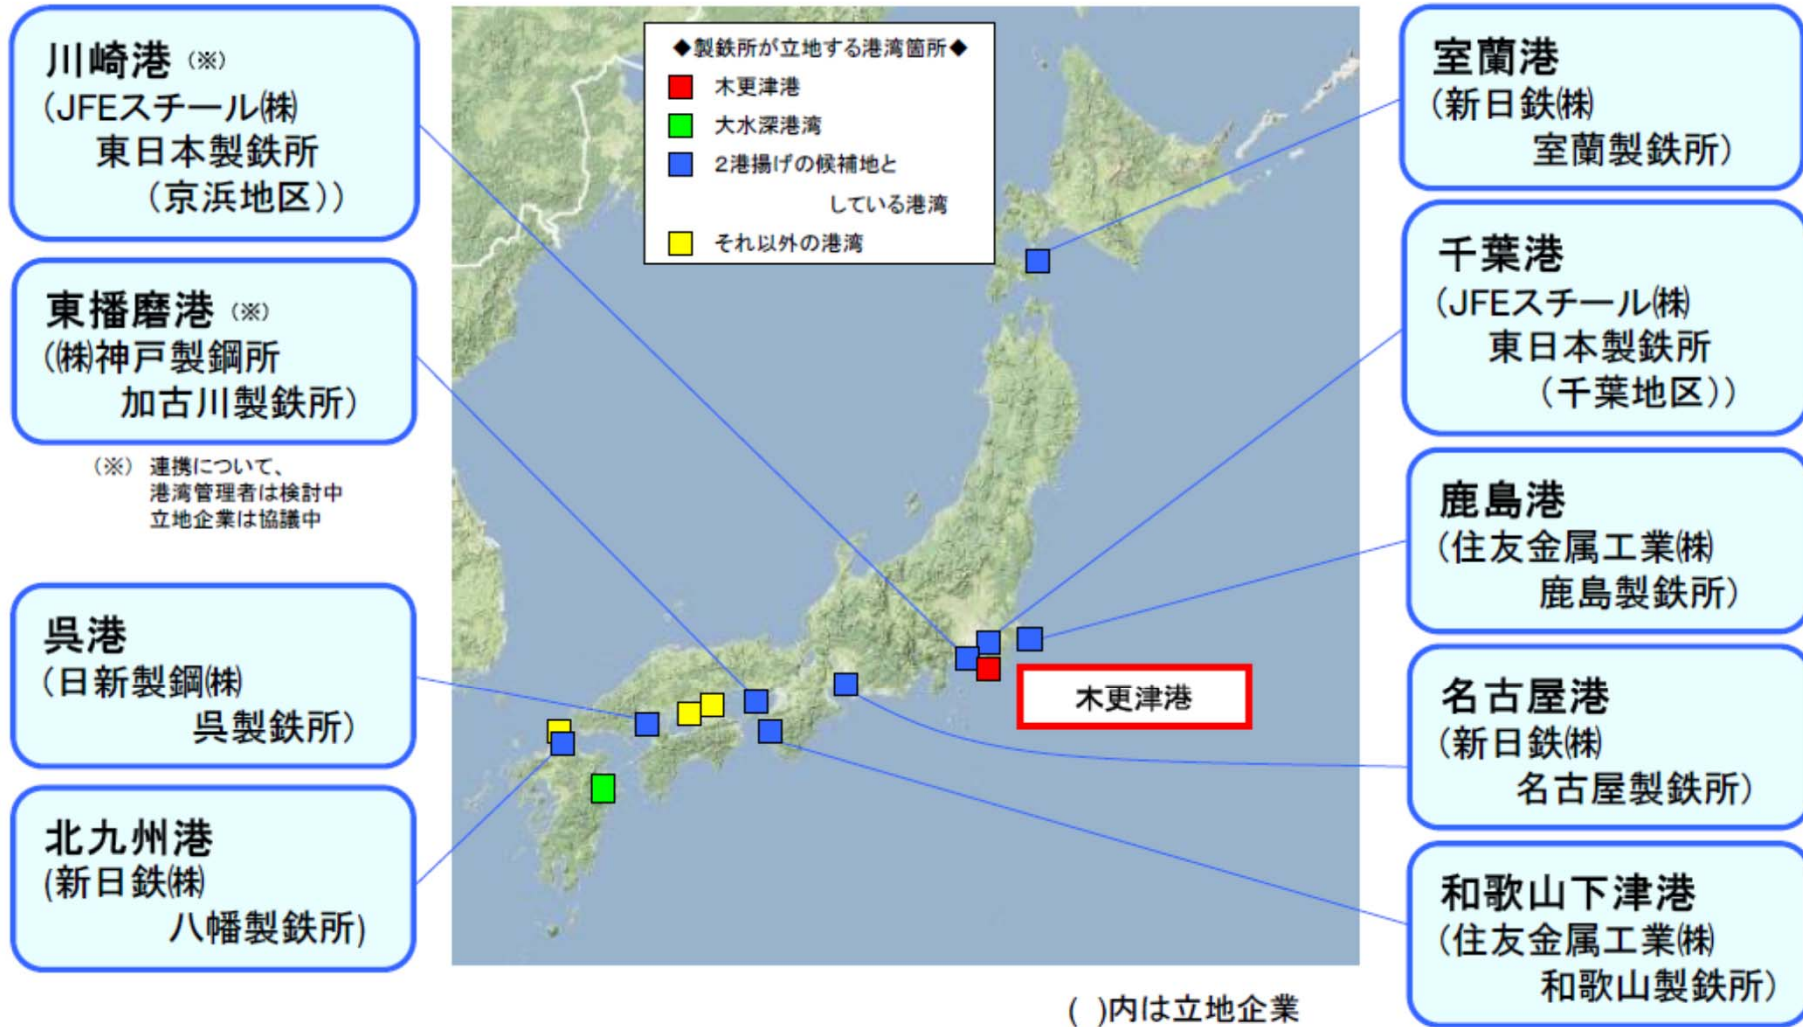 川崎港 (※)
(JFEスチール㈱
東日本製鉄所
(京浜地区))
東播磨港 (※)
(㈱神戸製鋼所
加古川製鉄所)
(※) 連携について、
港湾管理者は検討中
立地企業は協議中
呉港
(日新製鋼㈱
呉製鉄所)
北九州港
(新日鉄㈱
八幡製鉄所)
◆製鉄所が立地する港湾箇所◆
木更津港
大水深港湾
2港揚げの候補地と
している港湾
それ以外の港湾
木更津港
室蘭港
(新日鉄㈱
室蘭製鉄所)
千葉港
(JFEスチール㈱
東日本製鉄所
(千葉地区))
鹿島港
(住友金属工業㈱
鹿島製鉄所)
名古屋港
(新日鉄㈱
名古屋製鉄所)
和歌山下津港
(住友金属工業㈱
和歌山製鉄所)
( )内は立地企業